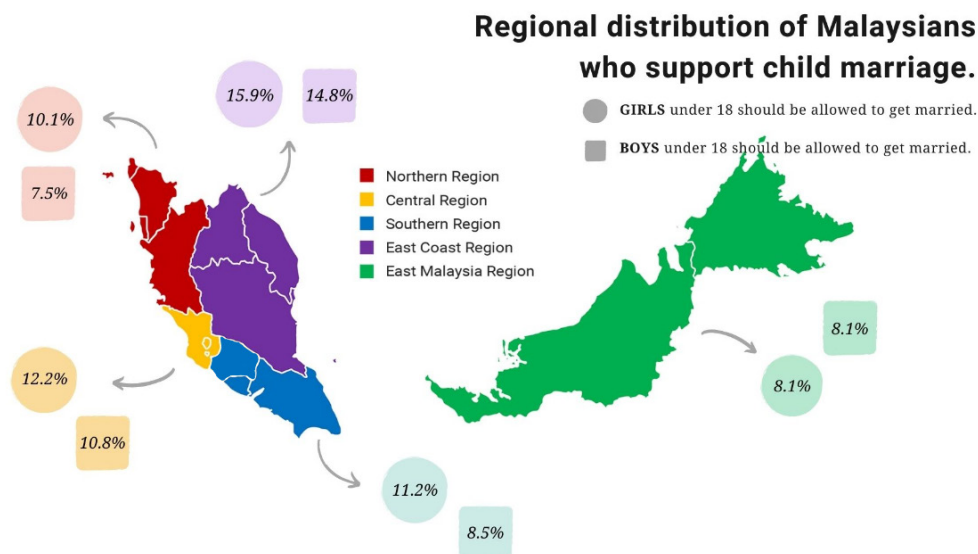 Regional distribution of Malaysians
who support child marriage.
GIRLS under 18 should be allowed to get married.
BOYS under 18 should be allowed to get married.
15.9%
14.8%
10.1%
7.5%
Northern Region
Central Region
Southern Region
East Coast Region
East Malaysia Region
8.1%
8.1%
12.2%
10.8%
11.2%
8.5%